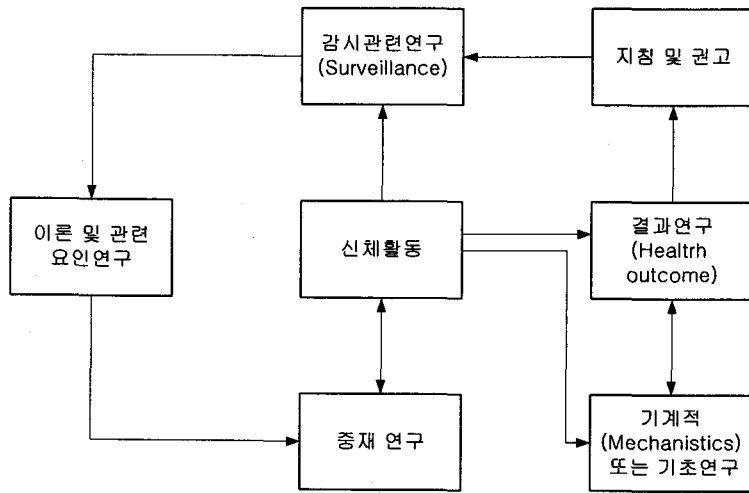 감시관련연구
(Surveillance)
지침 및 권고
이론 및 관련
요인연구
신체활동
결과연구
(Healtrh
outcome)
중재 연구
기계적
(Mechanistics)
또는 기초연구